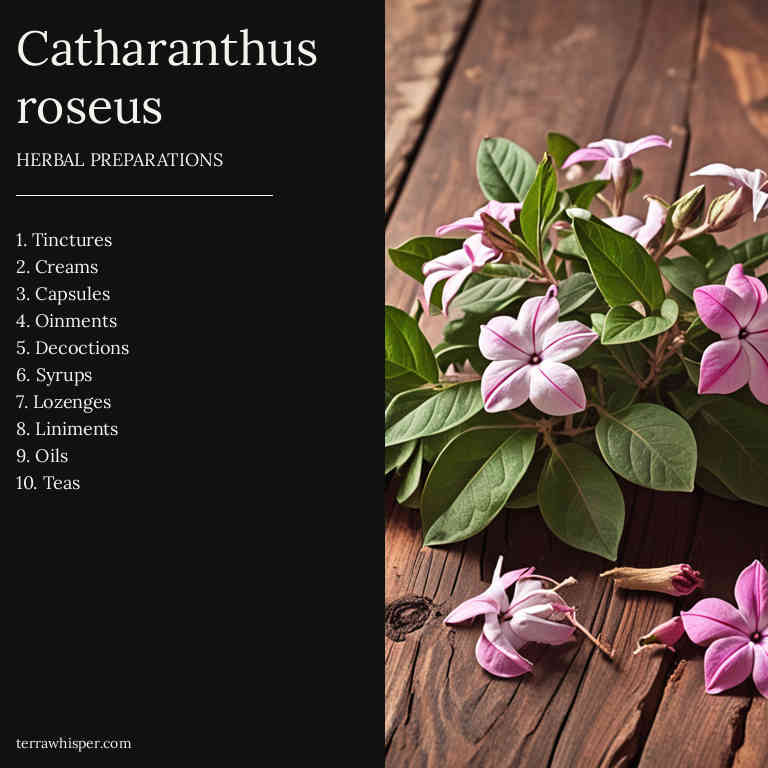 Catharanthus
roseus
HERBAL PREPARATIONS
1. Tinctures
2. Creams
3. Capsules
4. Oinments
5. Decoctions
6. Syrups
7. Lozenges
8. Liniments
9. Oils
10. Teas
terrawhisper.com